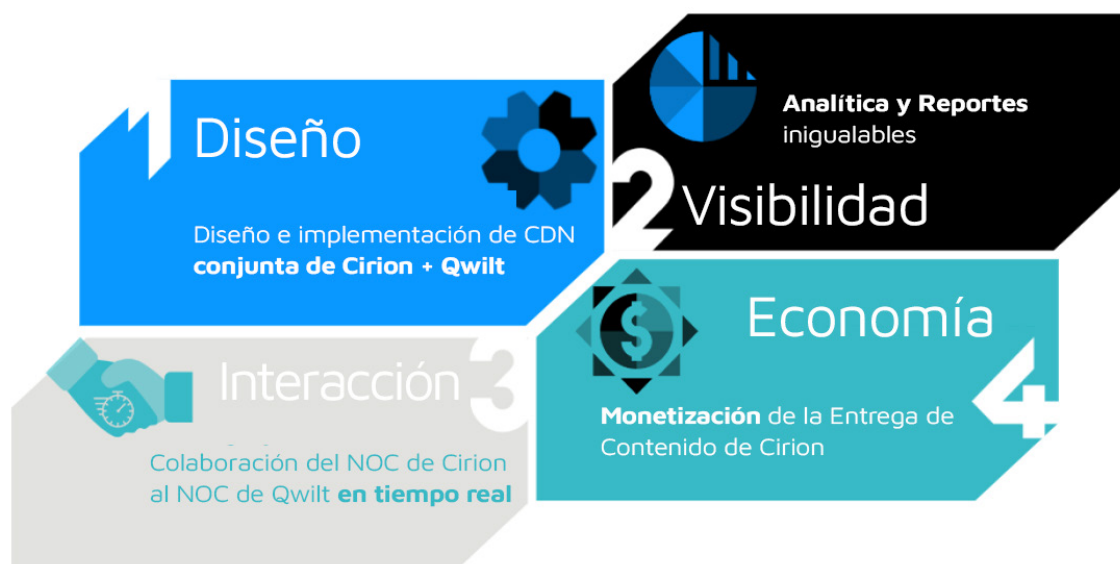 1
Diseño
Diseño e implementación de CDN
conjunta de Cirion + Qwilt
Analítica y Reportes
inigualables
2 Visibilidad
Interacción 3
Colaboración del NOC de Cirion
al NOC de Qwilt en tiempo real
$
Economía
4
Monetización de la Entrega de
Contenido de Cirion